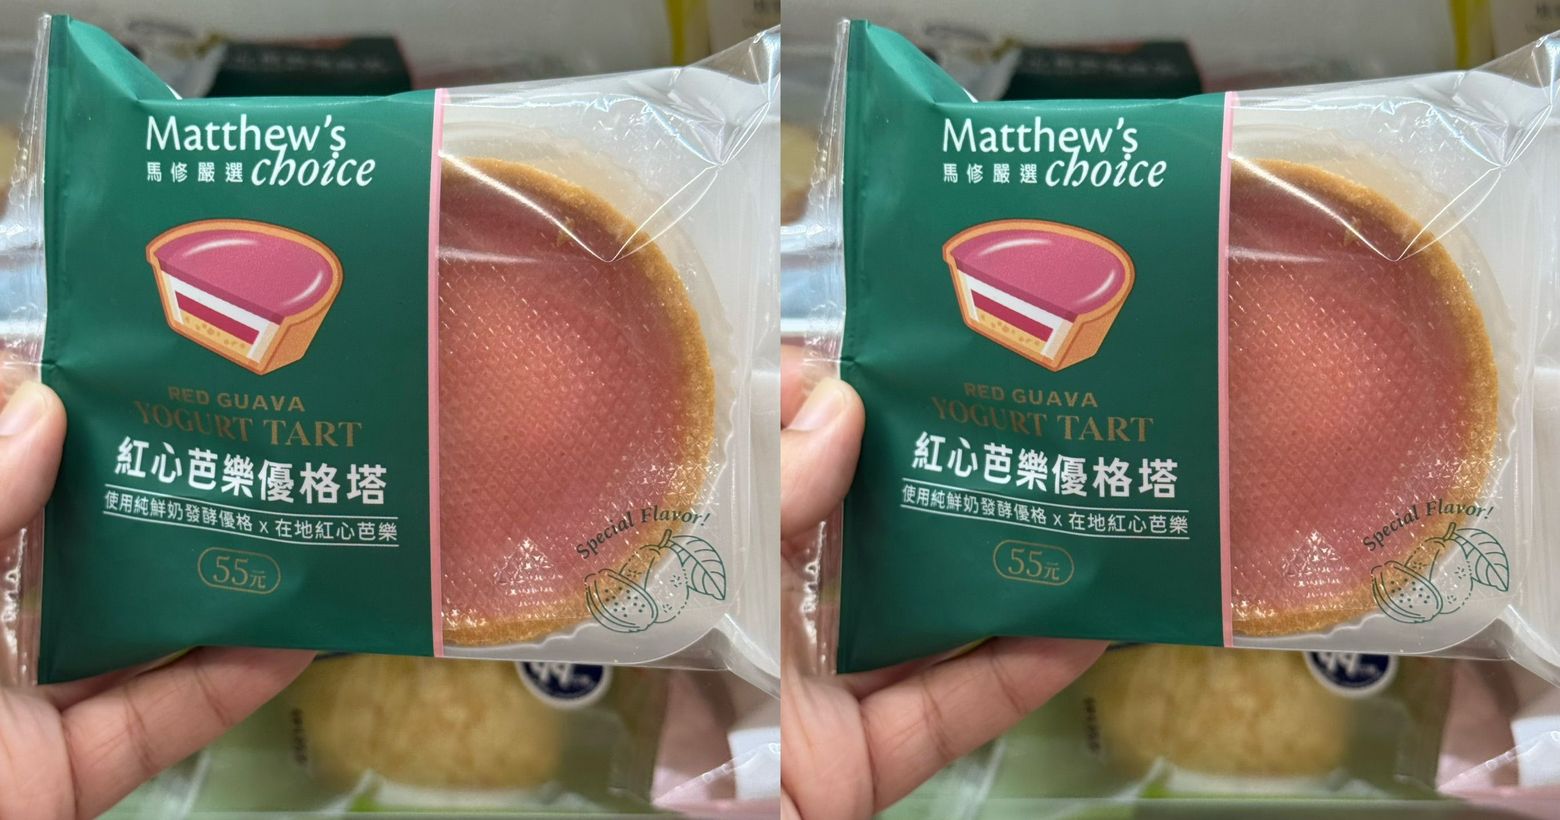 Matthew's
馬修嚴選 choice
RED GUAVA
YOGURT TART
紅心芭樂優格塔
使用純鮮奶發酵優格 x 在地紅心芭樂
55元
Special Flavor!
Matthew's
馬修嚴選 choice
RED GUAVA
YOGURT TART
紅心芭樂優格塔
使用純鮮奶發酵優格 x 在地紅心芭樂
55元
Special Flavor!